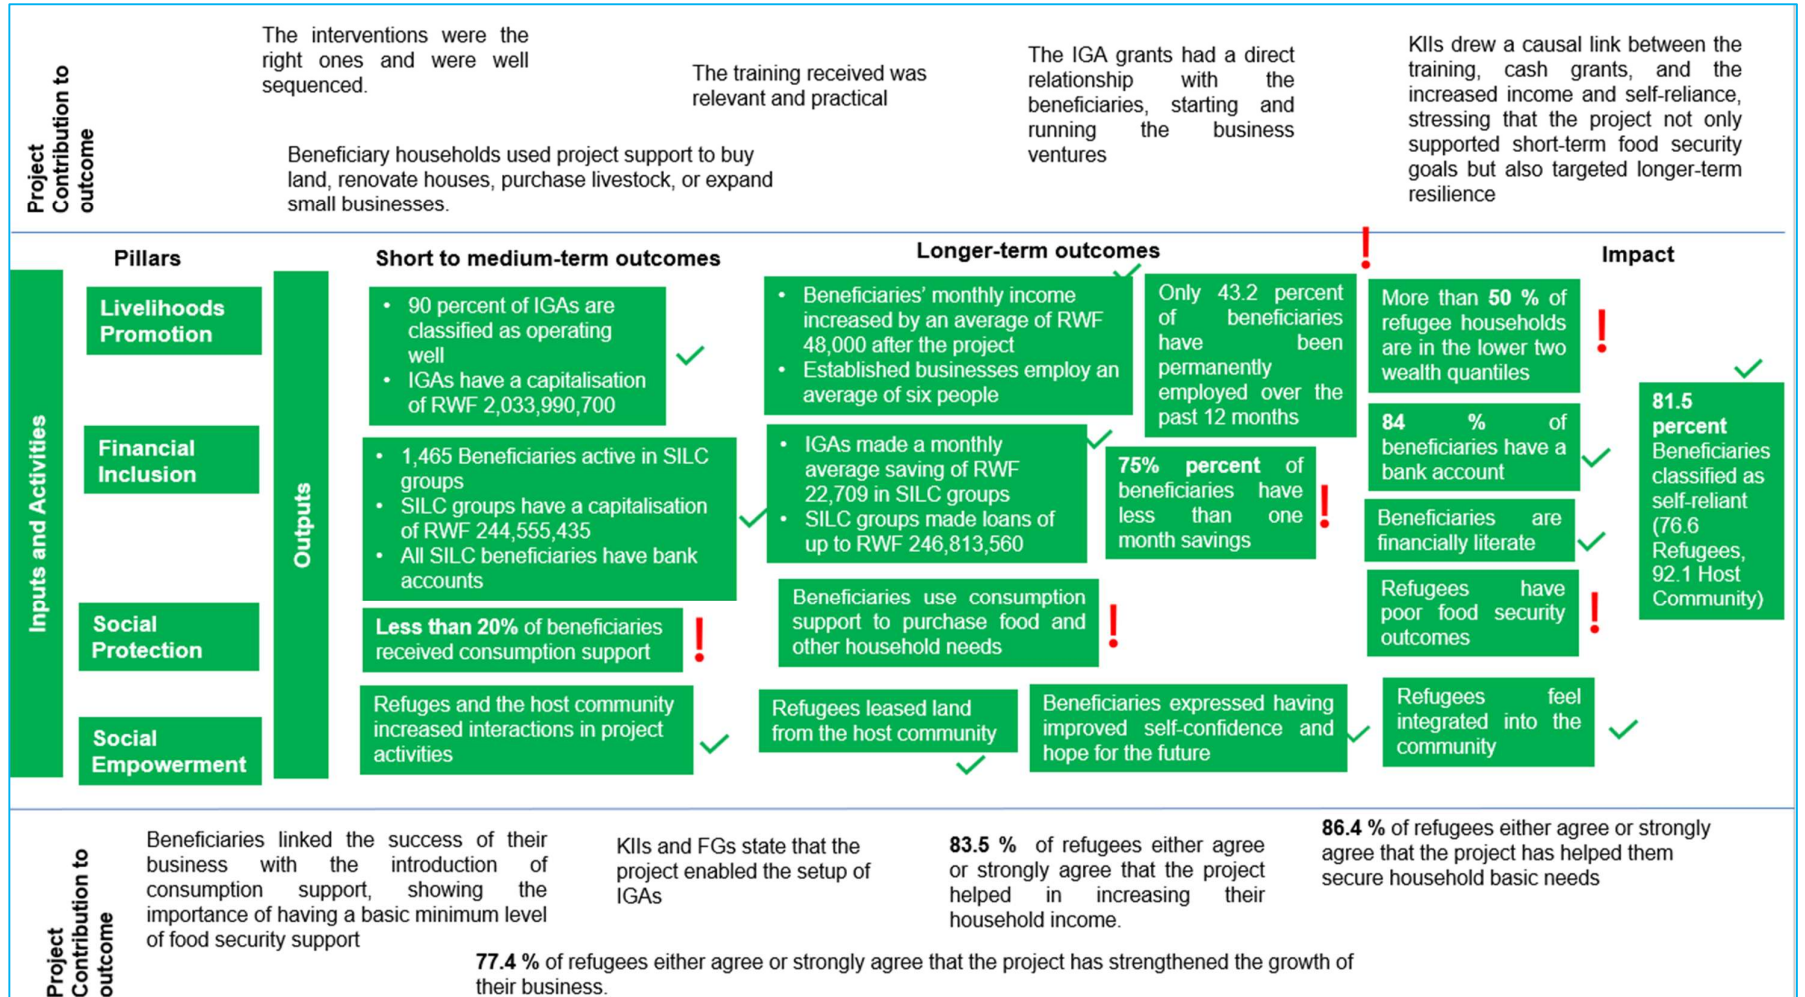 Project
Contribution to
outcome
The interventions were the
right ones and were well
sequenced.
The training received was
relevant and practical
The IGA grants had a direct
relationship with the
beneficiaries, starting and
running the business
ventures
KIIs drew a causal link between the
training, cash grants, and the
increased income and self-reliance,
stressing that the project not only
supported short-term food security
goals but also targeted longer-term
resilience
Beneficiary households used project support to buy
land, renovate houses, purchase livestock, or expand
small businesses.
Pillars
Short to medium-term outcomes
Longer-term outcomes
Impact
Inputs and Activities
Livelihoods
Promotion
Financial
Inclusion
Social
Protection
Social
Empowerment
Outputs
• 90 percent of IGAs are
classified as operating
well
• IGAs have a capitalisation
of RWF 2,033,990,700
• Beneficiaries' monthly income
increased by an average of RWF
48,000 after the project
• Established businesses employ an
average of six people
Only 43.2 percent
of beneficiaries
have been
permanently
employed over the
past 12 months
More than 50 % of
refugee households
are in the lower two
wealth quantiles
• 1,465 Beneficiaries active in SILC
groups
• SILC groups have a capitalisation
of RWF 244,555,435
• All SILC beneficiaries have bank
accounts
• IGAs made a monthly
average saving of RWF
22,709 in SILC groups
• SILC groups made loans of
up to RWF 246,813,560
75% percent of
beneficiaries have
less than one
month savings
84 % of
beneficiaries have a
bank account
Beneficiaries are
financially literate
Less than 20% of beneficiaries
received consumption support
Beneficiaries use consumption
support to purchase food and
other household needs
Refugees have
poor food security
outcomes
Refuges and the host community
increased interactions in project
activities
Refugees leased land
from the host community
Beneficiaries expressed having
improved self-confidence and
hope for the future
Refugees feel
integrated into the
community
81.5
percent
Beneficiaries
classified as
self-reliant
(76.6
Refugees,
92.1 Host
Community)
Project
Contribution to
outcome
Beneficiaries linked the success of their
business with the introduction of
consumption support, showing the
importance of having a basic minimum level
of food security support
KIIs and FGs state that the
project enabled the setup of
IGAs
83.5 % of refugees either agree
or strongly agree that the project
helped in increasing their
household income.
86.4 % of refugees either agree or strongly
agree that the project has helped them
secure household basic needs
77.4 % of refugees either agree or strongly agree that the project has strengthened the growth of
their business.